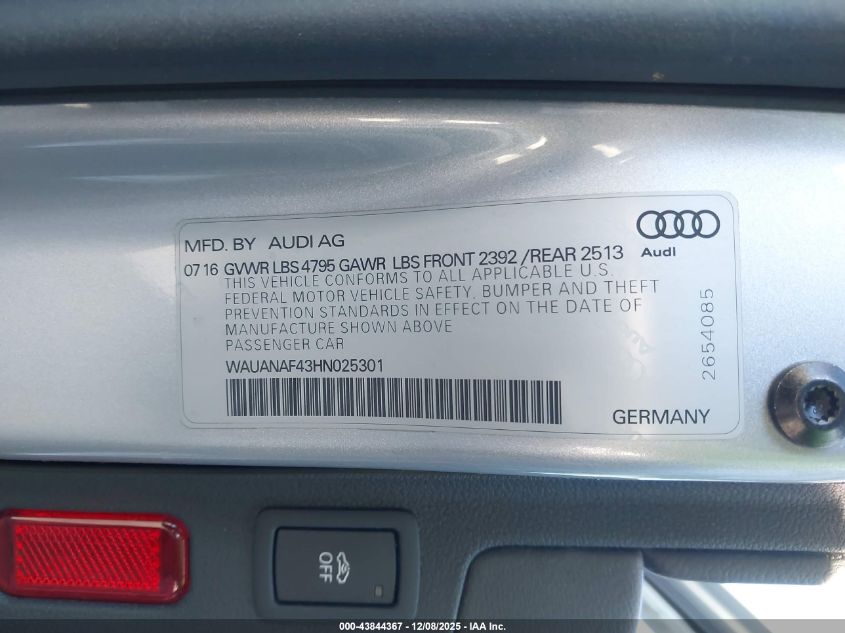 MFD. BY AUDI AG
Audi
07 16 GVWR LBS 4795 GAWR LBS FRONT 2392 /REAR 2513
THIS VEHICLE CONFORMS TO ALL APPLICABLE U.S.
FEDERAL MOTOR VEHICLE SAFETY, BUMPER AND THEFT
PREVENTION STANDARDS IN EFFECT ON THE DATE OF
MANUFACTURE SHOWN ABOVE
PASSENGER CAR
WAUANAF43HN025301
2654085
GERMANY
OFF
000-43844367 • 12/08/2025 - IAA Inc.